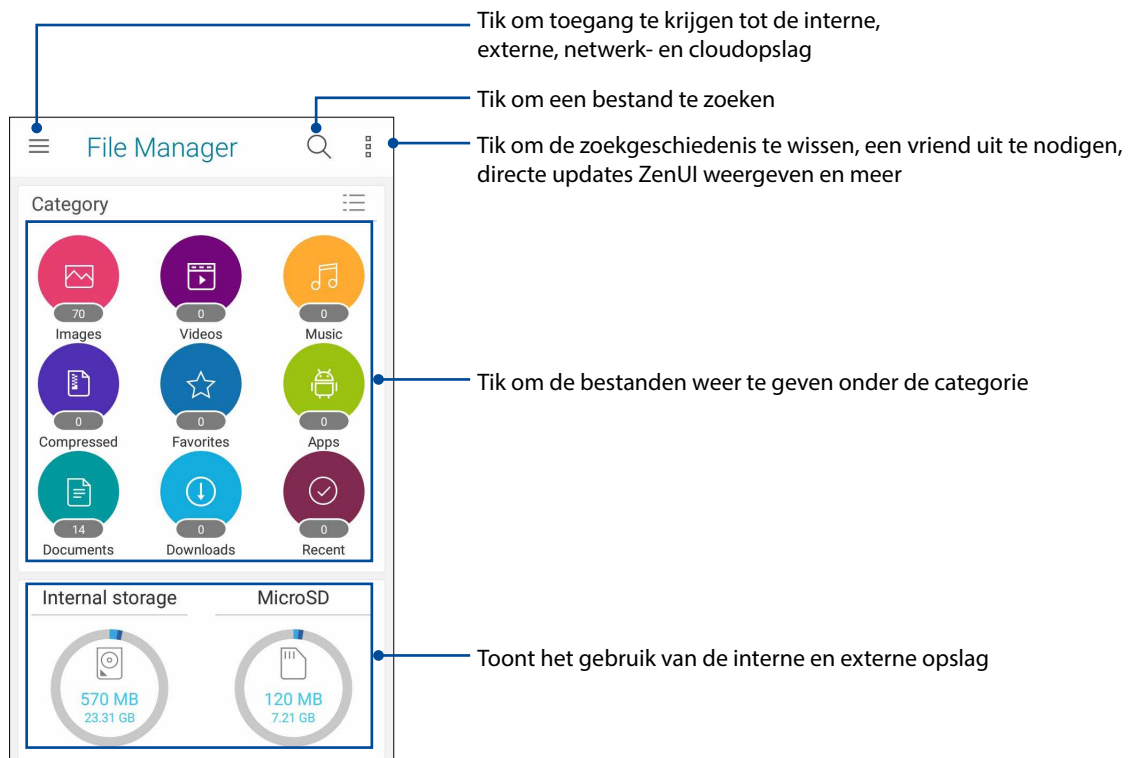 Tik om toegang te krijgen tot de interne,
externe, netwerk- en cloudopslag
Tik om een bestand te zoeken
Tik om de zoekgeschiedenis te wissen, een vriend uit te nodigen,
directe updates ZenUI weergeven en meer
File Manager
Category
70 0 0
Images Videos Music
0 0 0
Compressed Favorites Apps
Tik om de bestanden weer te geven onder de categorie
14 0 0
Documents Downloads Recent
Internal storage MicroSD
570 MB 120 MB
23.31 GB 7.21 GB
Toont het gebruik van de interne en externe opslag